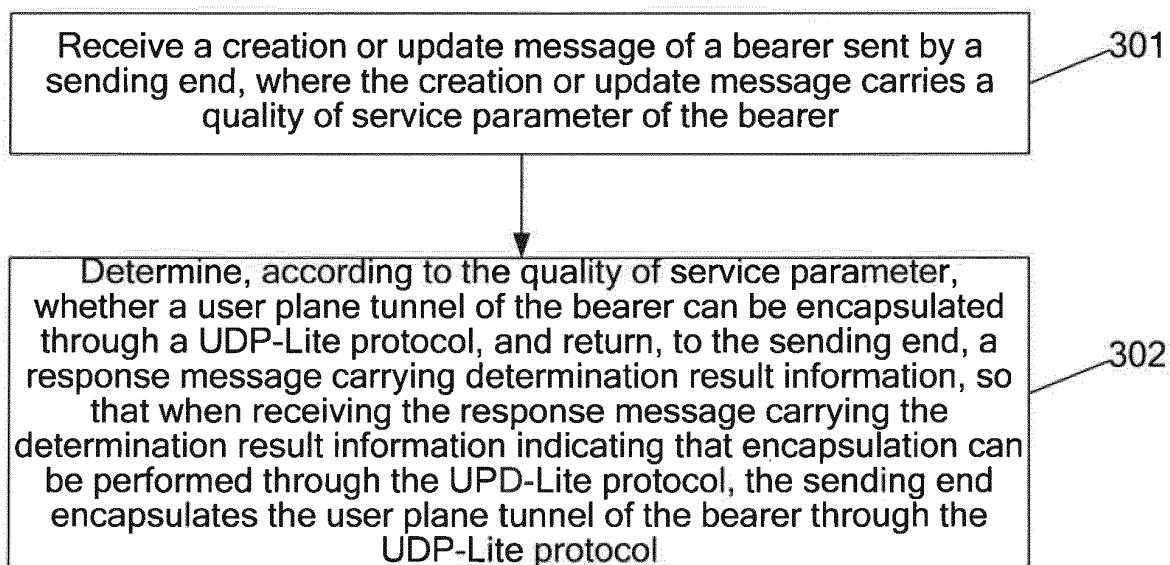 Receive a creation or update message of a bearer sent by a
sending end, where the creation or update message carries a
quality of service parameter of the bearer
301
Determine, according to the quality of service parameter,
whether a user plane tunnel of the bearer can be encapsulated
through a UDP-Lite protocol, and return, to the sending end, a
response message carrying determination result information, so
that when receiving the response message carrying the
determination result information indicating that encapsulation can
be performed through the UPD-Lite protocol, the sending end
encapsulates the user plane tunnel of the bearer through the
UDP-Lite protocol
302